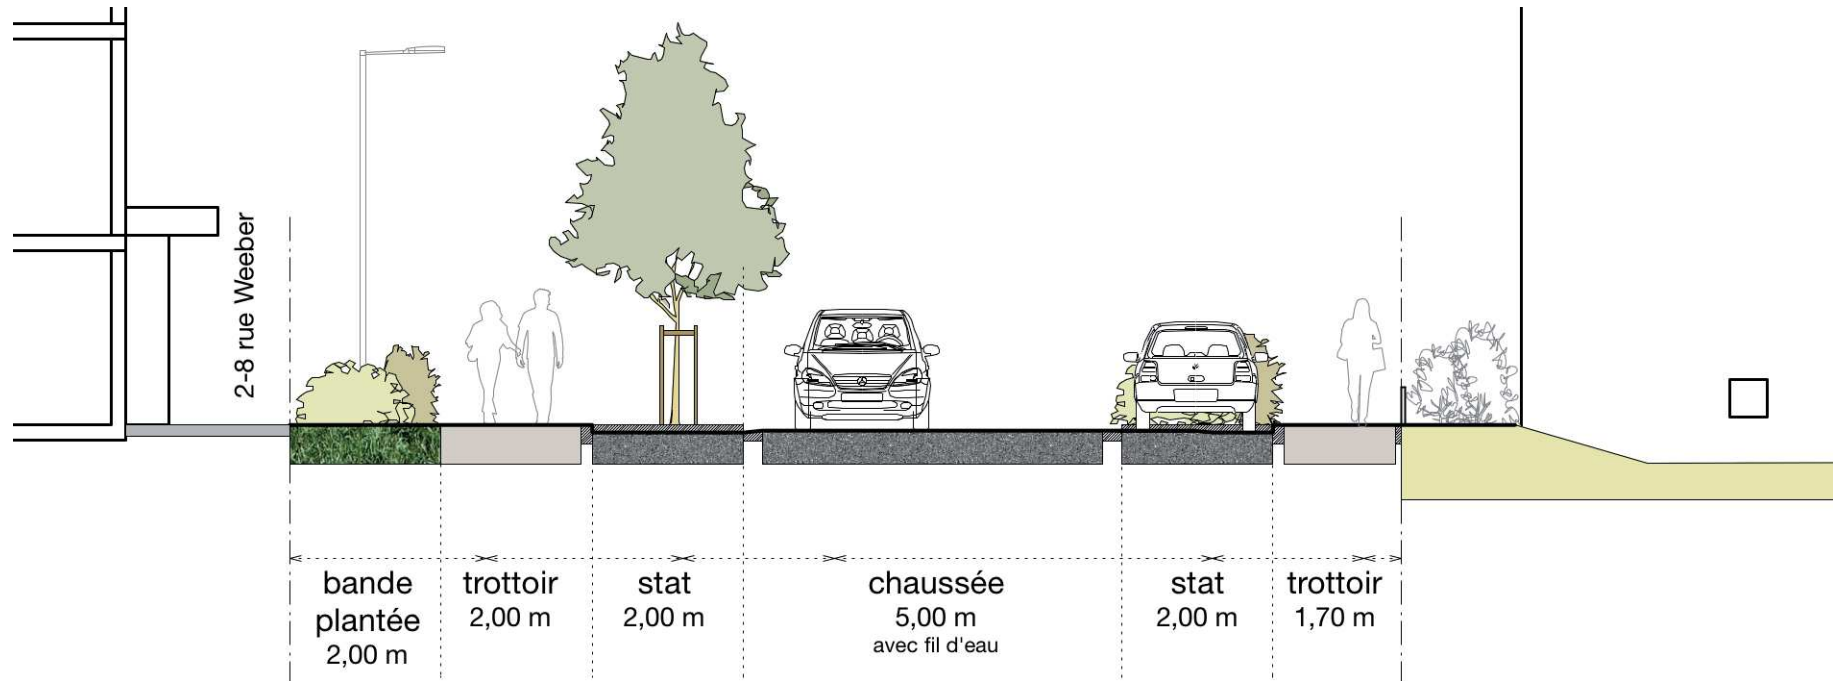 2-8 rue Weeber
bande
plantée
2,00 m
trottoir
2,00 m
stat
2,00 m
chaussée
5,00 m
avec fil d'eau
stat
2,00 m
trottoir
1,70 m